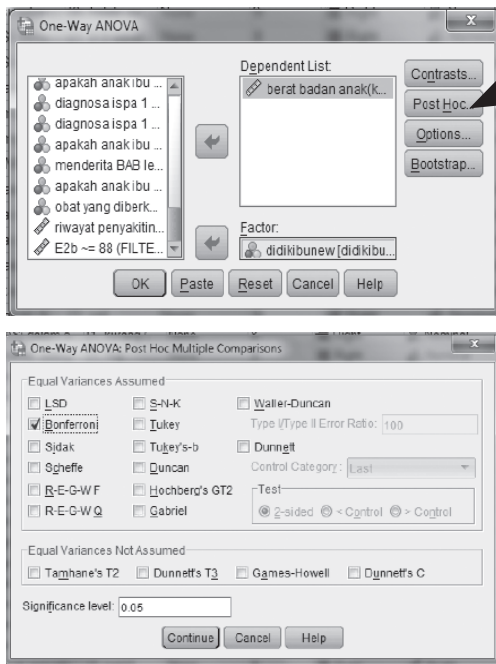 One-Way ANOVA
Dependent List:
apakah anak ibu ...
diagnosa ispa 1 ...
diagnosa ispa 1 ...
apakah anak ibu ...
menderita BAB le...
apakah anak ibu ...
obat yang diberk...
riwayat penyakitin...
E2b ~= 88 (FILTE...
berat badan anak(k...
Contrasts...
Post Hoc...
Options...
Bootstrap...
Factor:
didikibunew [didikibu...
OK Paste Reset Cancel Help
One-Way ANOVA: Post Hoc Multiple Comparisons
Equal Variances Assumed
LSD S-N-K Waller-Duncan
Bonferroni Tukey Type I/Type II Error Ratio: 100
Sidak Tukey's-b Dunnett
Scheffe Duncan Control Category: Last
R-E-G-W F Hochberg's GT2 Test
R-E-G-W Q Gabriel 2-sided < Control > Control
Equal Variances Not Assumed
Tamhane's T2 Dunnett's T3 Games-Howell Dunnett's C
Significance level: 0.05
Continue Cancel Help